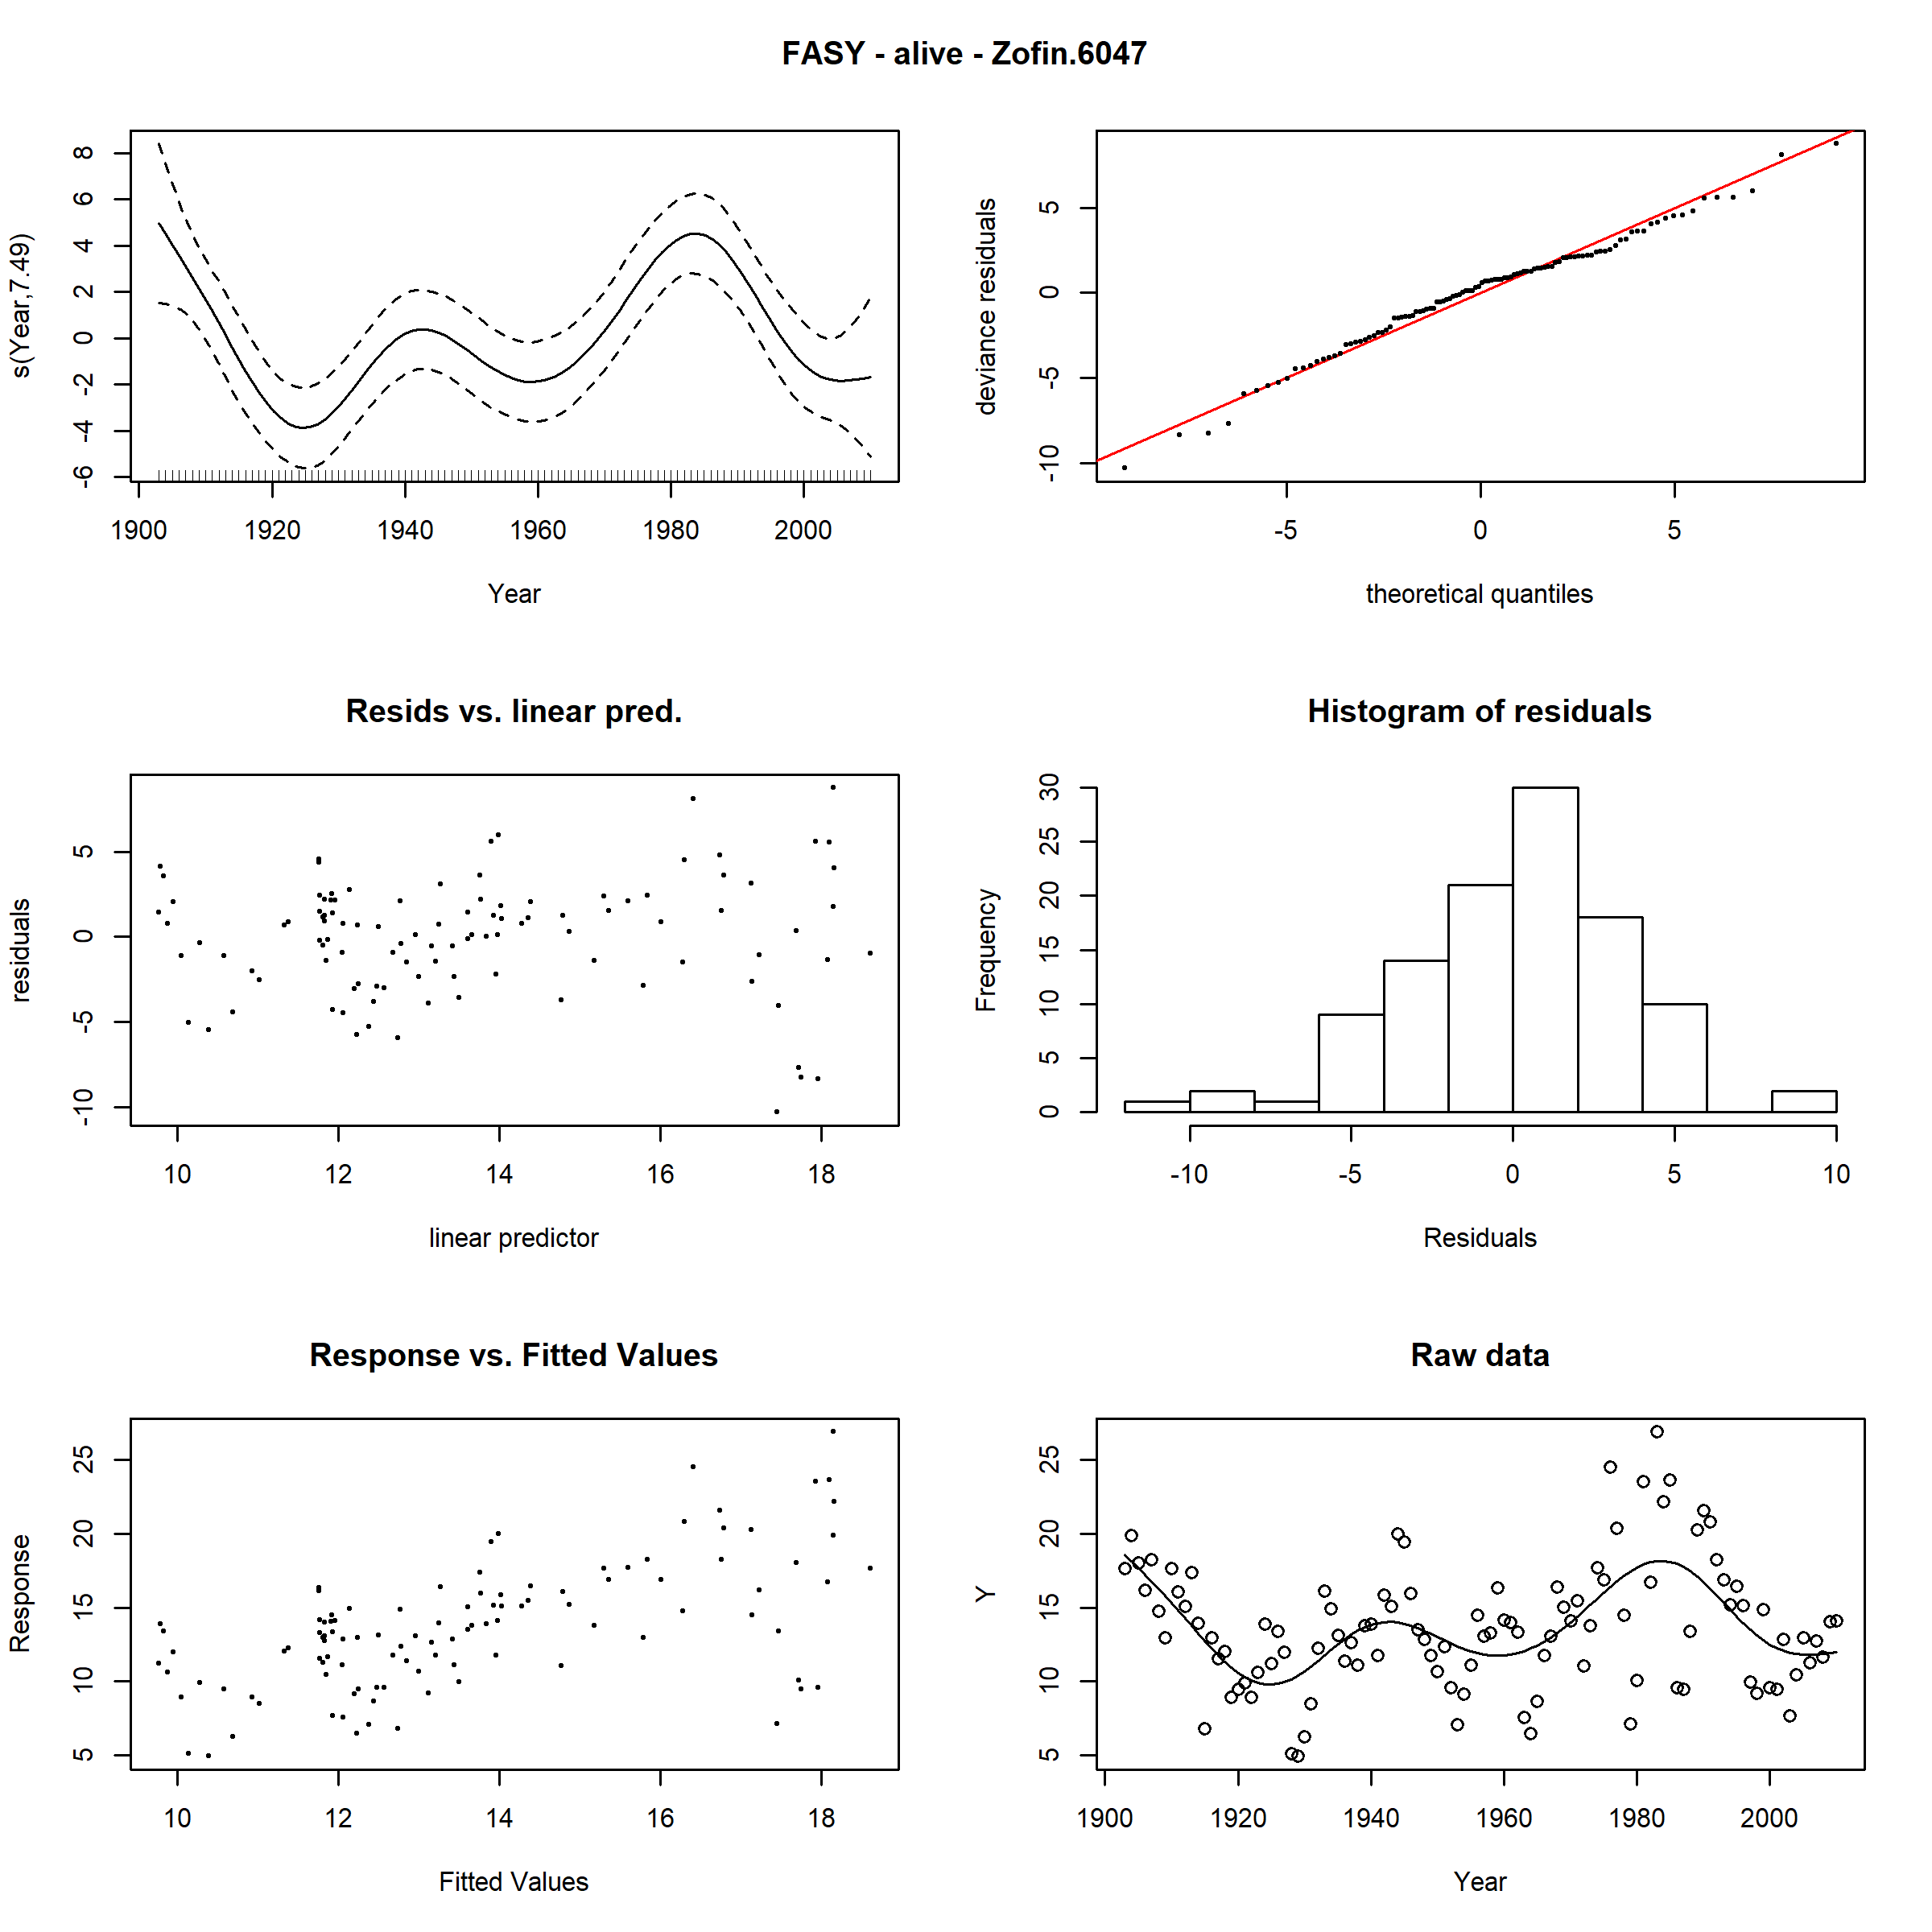 FASY - alive - Zofin.6047
s(Year,7.49)
8
6
4
2
0
-2
-4
-6
1900 1920 1940 1960 1980 2000
Year
deviance residuals
5
0
-5
-10
-5 0 5
theoretical quantiles
Resids vs. linear pred.
residuals
5
0
-5
-10
10 12 14 16 18
linear predictor
Histogram of residuals
Frequency
30
25
20
15
10
5
0
-10 -5 0 5 10
Residuals
Response vs. Fitted Values
Response
25
20
15
10
5
10 12 14 16 18
Fitted Values
Raw data
Y
25
20
15
10
5
1900 1920 1940 1960 1980 2000
Year